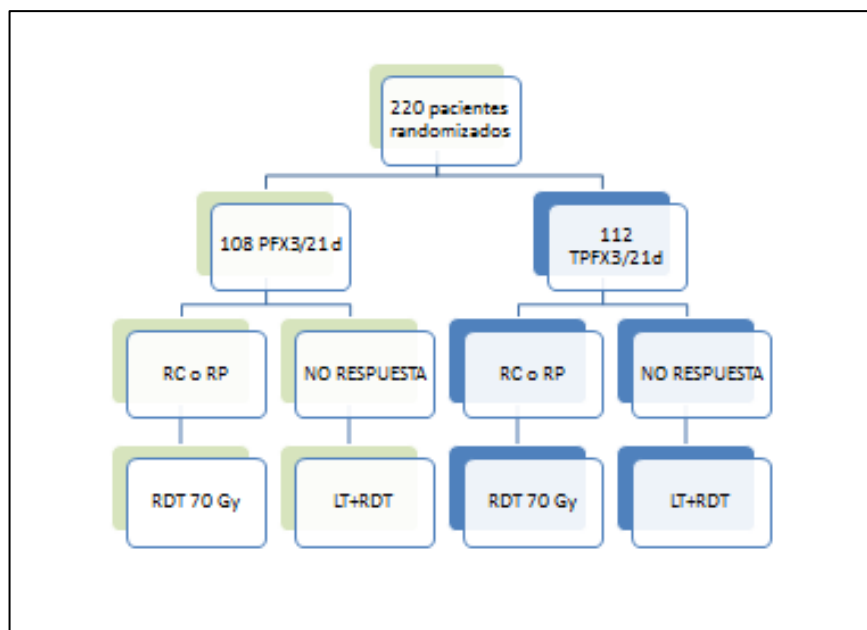 220 pacientes
randomizados
108 PFX3/21 d
112
TPFX3/21d
RC o RP
NO RESPUESTA
RC o RP
NO RESPUESTA
RDT 70 Gy
LT+RDT
RDT 70 Gy
LT+RDT